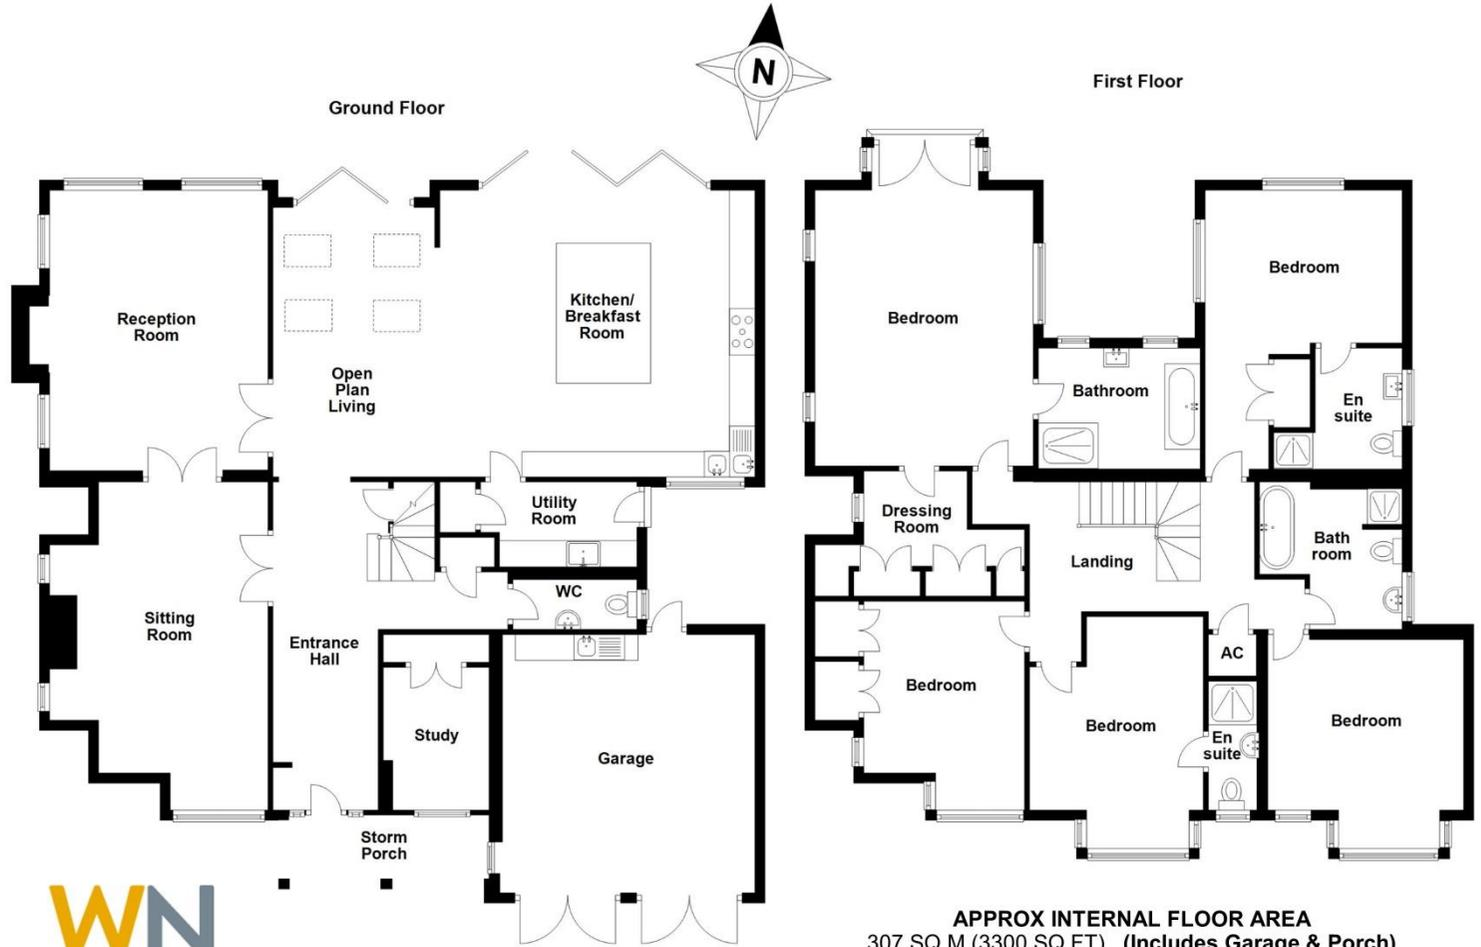 N
Ground Floor
First Floor
Reception
Room
Open
Plan
Living
Kitchen/
Breakfast
Room
Utility
Room
WC
Sitting
Room
Entrance
Hall
Study
Garage
Storm
Porch
Bedroom
Bedroom
Bathroom
En
suite
Dressing
Room
Landing
Bath
room
AC
Bedroom
Bedroom
En
suite
Bedroom
WN
APPROX INTERNAL FLOOR AREA
307 SQ M (3300 SQ FT) (Includes Garage & Porch)